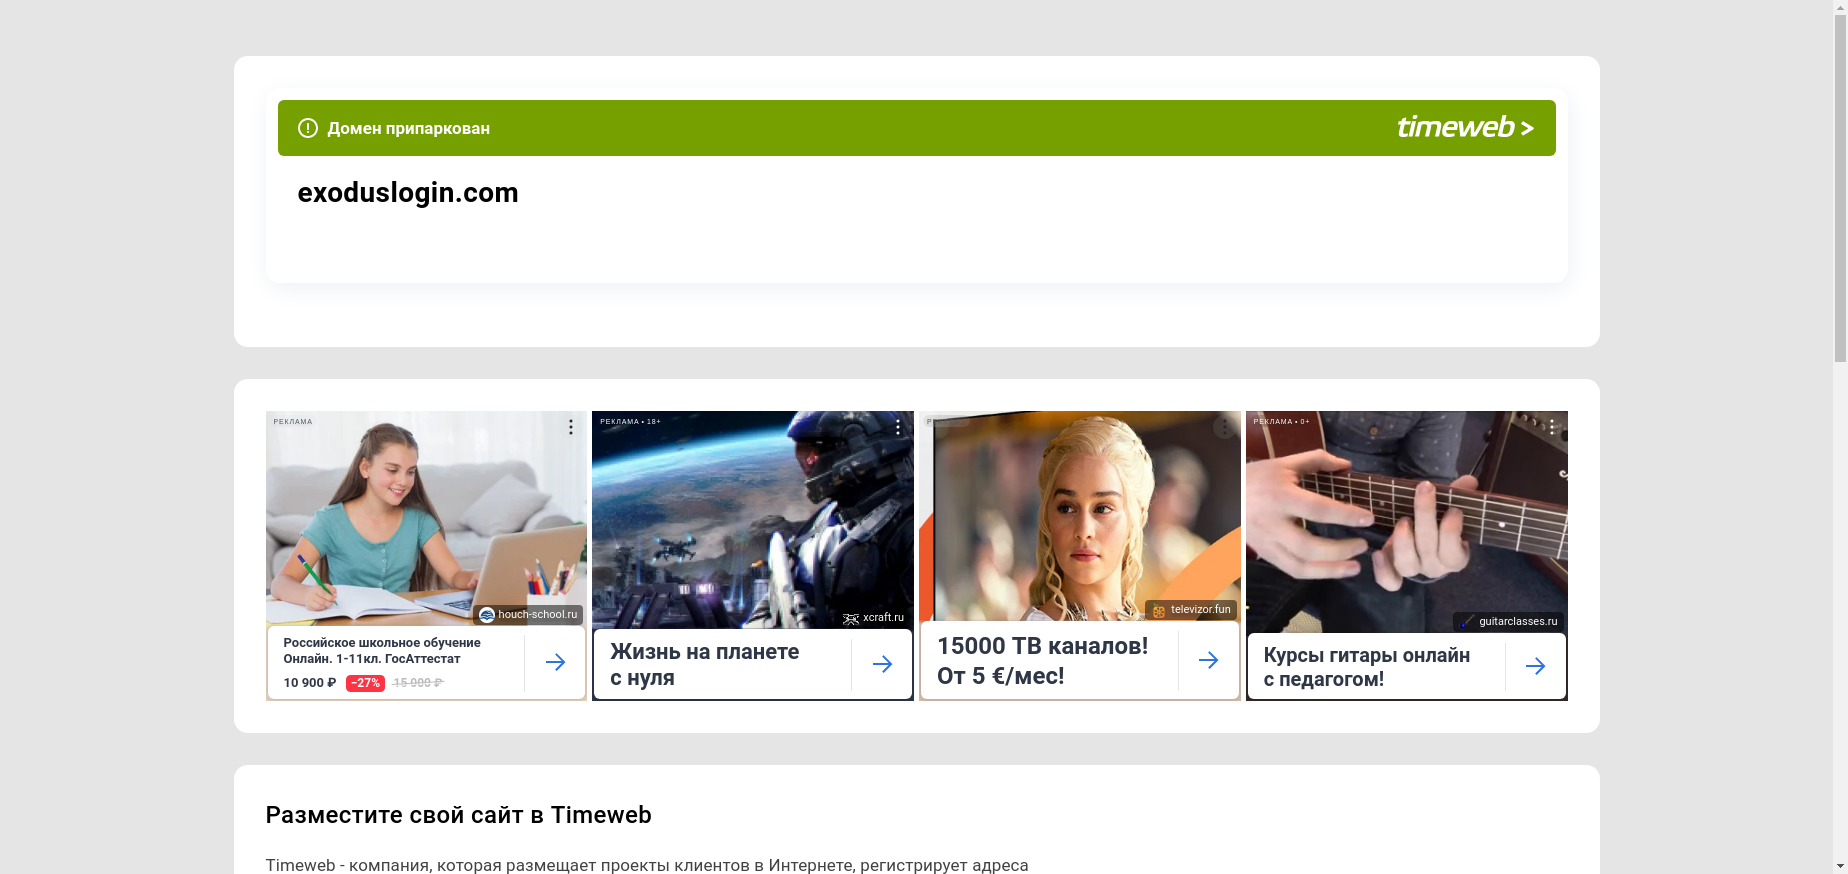 Домен припаркован
timeweb >
exoduslogin.com
РЕКЛАМА
houch-school.ru
Российское школьное обучение
Онлайн. 1-11кл. ГосАттестат
10 900 ₽ −27% 15 000 ₽
РЕКЛАМА • 18+
xcraft.ru
Жизнь на планете
с нуля
televizor.fun
15000 ТВ каналов!
От 5 €/мес!
РЕКЛАМА • 0+
guitarclasses.ru
Курсы гитары онлайн
с педагогом!
Разместите свой сайт в Timeweb
Timeweb - компания, которая размещает проекты клиентов в Интернете, регистрирует адреса